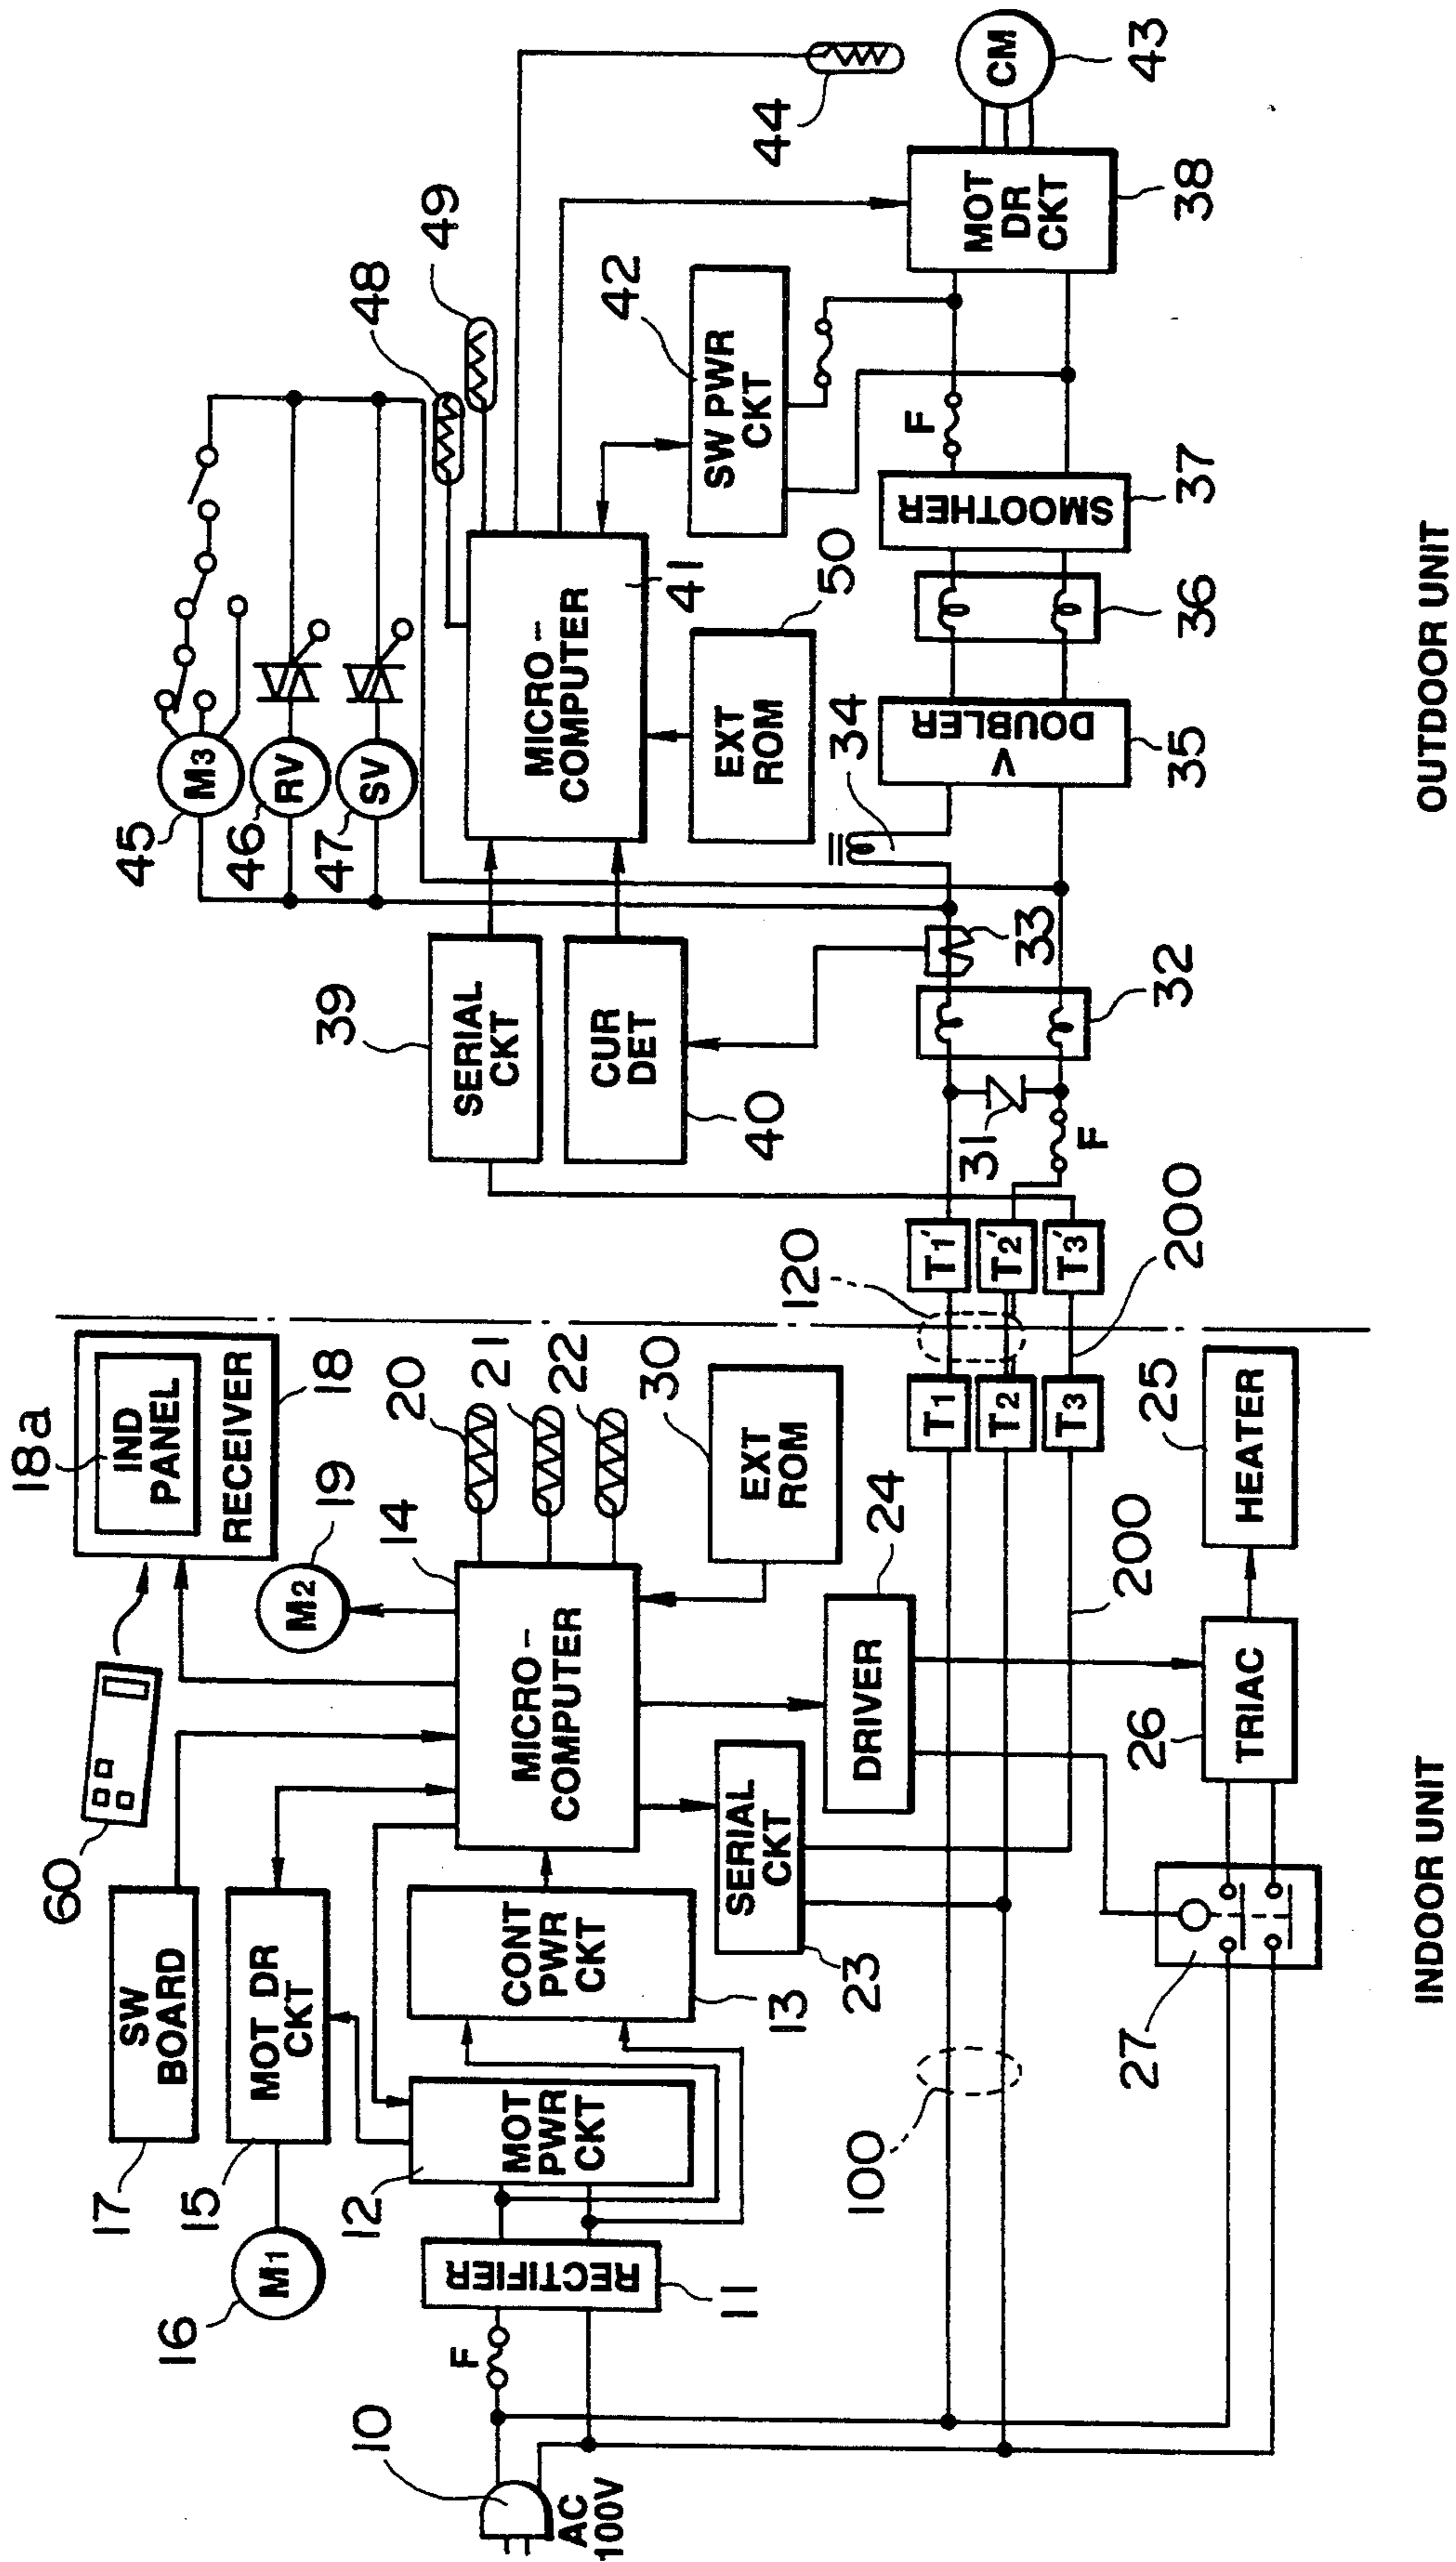 18a
IND
PANEL
RECEIVER
18
60
17
SW
BOARD
15
MOT DR
CKT
16
M1
19
M2
14
MICRO-
COMPUTER
20
21
22
30
EXT
ROM
12
MOT
PWR
CKT
13
CONT
PWR
CKT
RECTIFIER
11
F
10
AC
100V
SERIAL
CKT
23
DRIVER
24
100
200
T1
T2
T3
120
T1'
T2'
T3'
200
25
HEATER
26
TRIAC
27
INDOOR UNIT
45
M3
46
RV
47
SV
48
49
39
SERIAL
CKT
40
CUR
DET
MICRO-
COMPUTER
41
50
EXT
ROM
42
SW PWR
CKT
44
CM
43
MOT
DR
CKT
38
F
SMOOTHER
37
36
V
DOUBLER
35
34
33
32
31
F
OUTDOOR UNIT